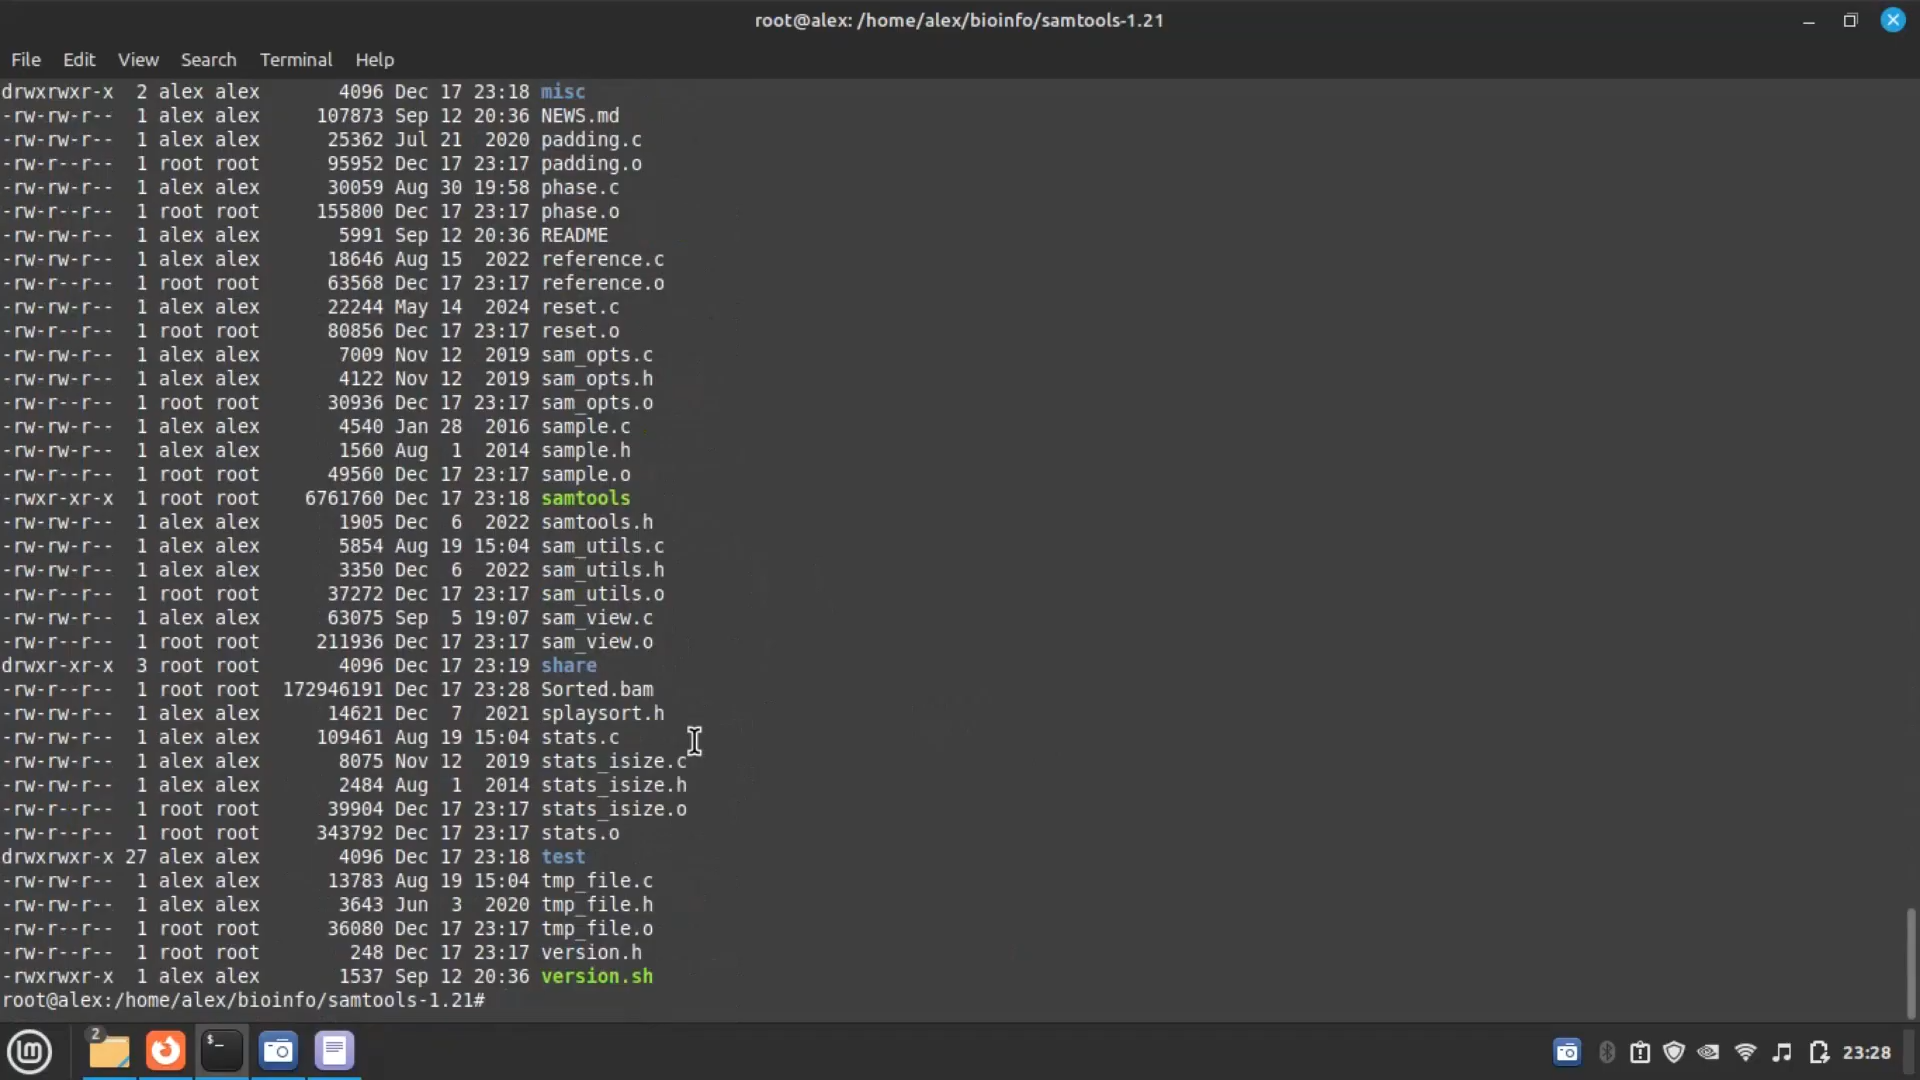 root@alex: /home/alex/bioinfo/samtools-1.21
File Edit View Search Terminal Help
drwxrwxr-x  2 alex alex      4096 Dec 17 23:18 misc
-rw-rw-r--  1 alex alex    107873 Sep 12 20:36 NEWS.md
-rw-rw-r--  1 alex alex     25362 Jul 21  2020 padding.c
-rw-r--r--  1 root root     95952 Dec 17 23:17 padding.o
-rw-rw-r--  1 alex alex     30059 Aug 30 19:58 phase.c
-rw-r--r--  1 root root    155800 Dec 17 23:17 phase.o
-rw-rw-r--  1 alex alex      5991 Sep 12 20:36 README
-rw-rw-r--  1 alex alex     18646 Aug 15  2022 reference.c
-rw-r--r--  1 root root     63568 Dec 17 23:17 reference.o
-rw-rw-r--  1 alex alex     22244 May 14  2024 reset.c
-rw-r--r--  1 root root     80856 Dec 17 23:17 reset.o
-rw-rw-r--  1 alex alex      7009 Nov 12  2019 sam_opts.c
-rw-rw-r--  1 alex alex      4122 Nov 12  2019 sam_opts.h
-rw-r--r--  1 root root     30936 Dec 17 23:17 sam_opts.o
-rw-rw-r--  1 alex alex      4540 Jan 28  2016 sample.c
-rw-rw-r--  1 alex alex      1560 Aug  1  2014 sample.h
-rw-r--r--  1 root root     49560 Dec 17 23:17 sample.o
-rwxr-xr-x  1 root root   6761760 Dec 17 23:18 samtools
-rw-rw-r--  1 alex alex      1905 Dec  6  2022 samtools.h
-rw-rw-r--  1 alex alex      5854 Aug 19 15:04 sam_utils.c
-rw-rw-r--  1 alex alex      3350 Dec  6  2022 sam_utils.h
-rw-r--r--  1 root root     37272 Dec 17 23:17 sam_utils.o
-rw-rw-r--  1 alex alex     63075 Sep  5 19:07 sam_view.c
-rw-r--r--  1 root root    211936 Dec 17 23:17 sam_view.o
drwxr-xr-x  3 root root      4096 Dec 17 23:19 share
-rw-r--r--  1 root root 172946191 Dec 17 23:28 Sorted.bam
-rw-rw-r--  1 alex alex     14621 Dec  7  2021 splaysort.h
-rw-rw-r--  1 alex alex    109461 Aug 19 15:04 stats.c
-rw-rw-r--  1 alex alex      8075 Nov 12  2019 stats_isize.c
-rw-rw-r--  1 alex alex      2484 Aug  1  2014 stats_isize.h
-rw-r--r--  1 root root     39904 Dec 17 23:17 stats_isize.o
-rw-r--r--  1 root root    343792 Dec 17 23:17 stats.o
drwxrwxr-x 27 alex alex      4096 Dec 17 23:18 test
-rw-rw-r--  1 alex alex     13783 Aug 19 15:04 tmp_file.c
-rw-rw-r--  1 alex alex      3643 Jun  3  2020 tmp_file.h
-rw-r--r--  1 root root     36080 Dec 17 23:17 tmp_file.o
-rw-r--r--  1 root root       248 Dec 17 23:17 version.h
-rwxrwxr-x  1 alex alex      1537 Sep 12 20:36 version.sh
root@alex:/home/alex/bioinfo/samtools-1.21#
2
$_
23:28